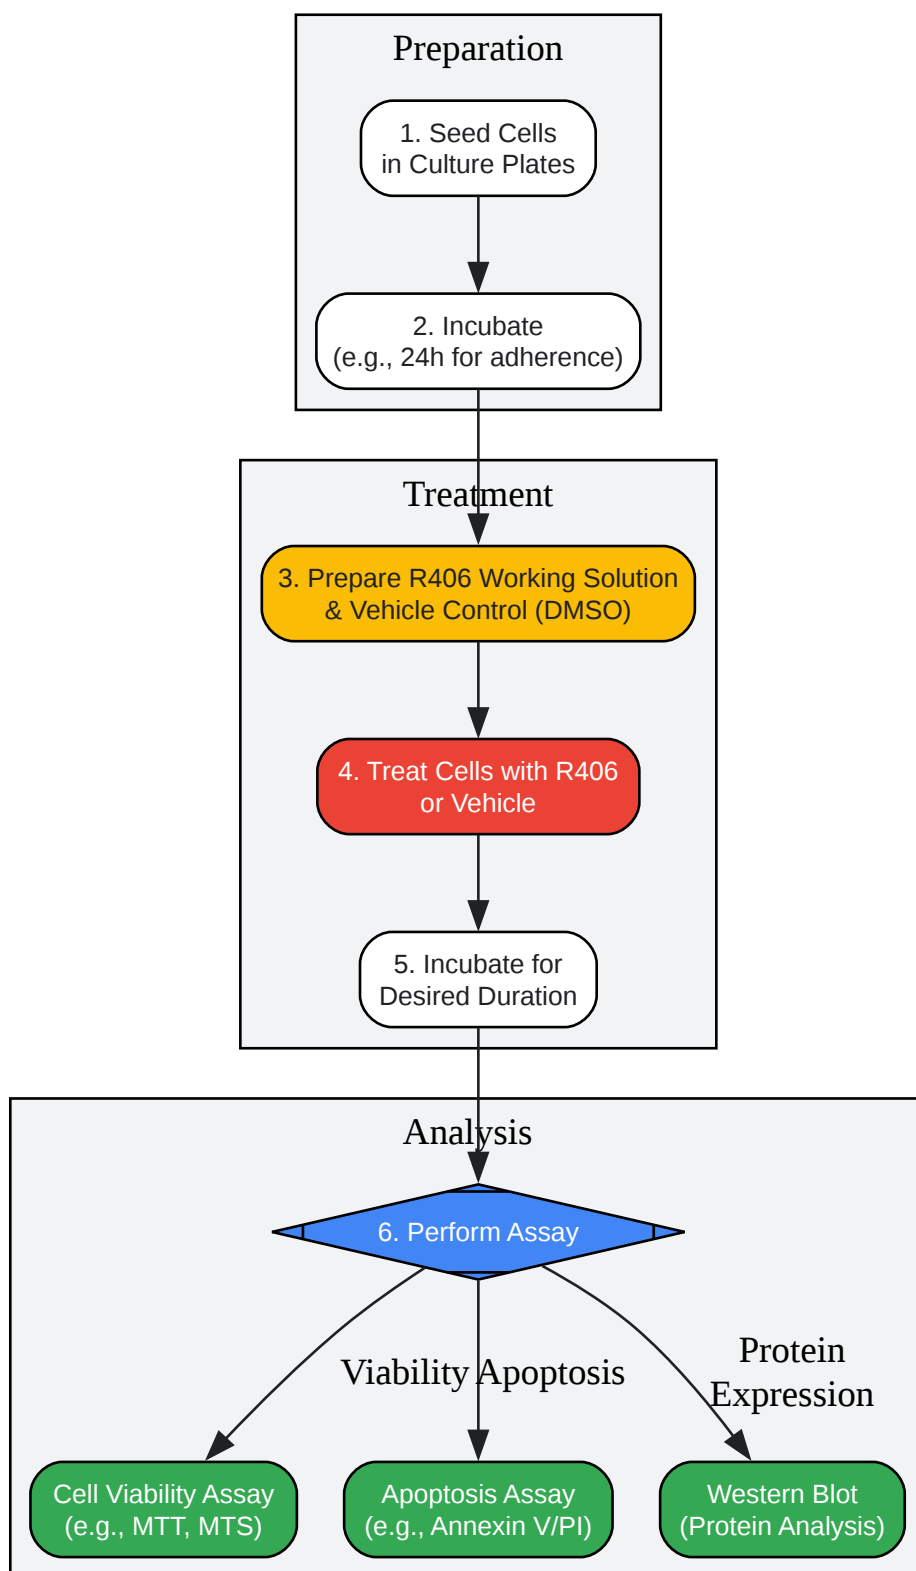 Preparation
1. Seed Cells
in Culture Plates
2. Incubate
(e.g., 24h for adherence)
Treatment
3. Prepare R406 Working Solution
& Vehicle Control (DMSO)
4. Treat Cells with R406
or Vehicle
5. Incubate for
Desired Duration
Analysis
6. Perform Assay
Viability
Apoptosis
Protein
Expression
Cell Viability Assay
(e.g., MTT, MTS)
Apoptosis Assay
(e.g., Annexin V/PI)
Western Blot
(Protein Analysis)